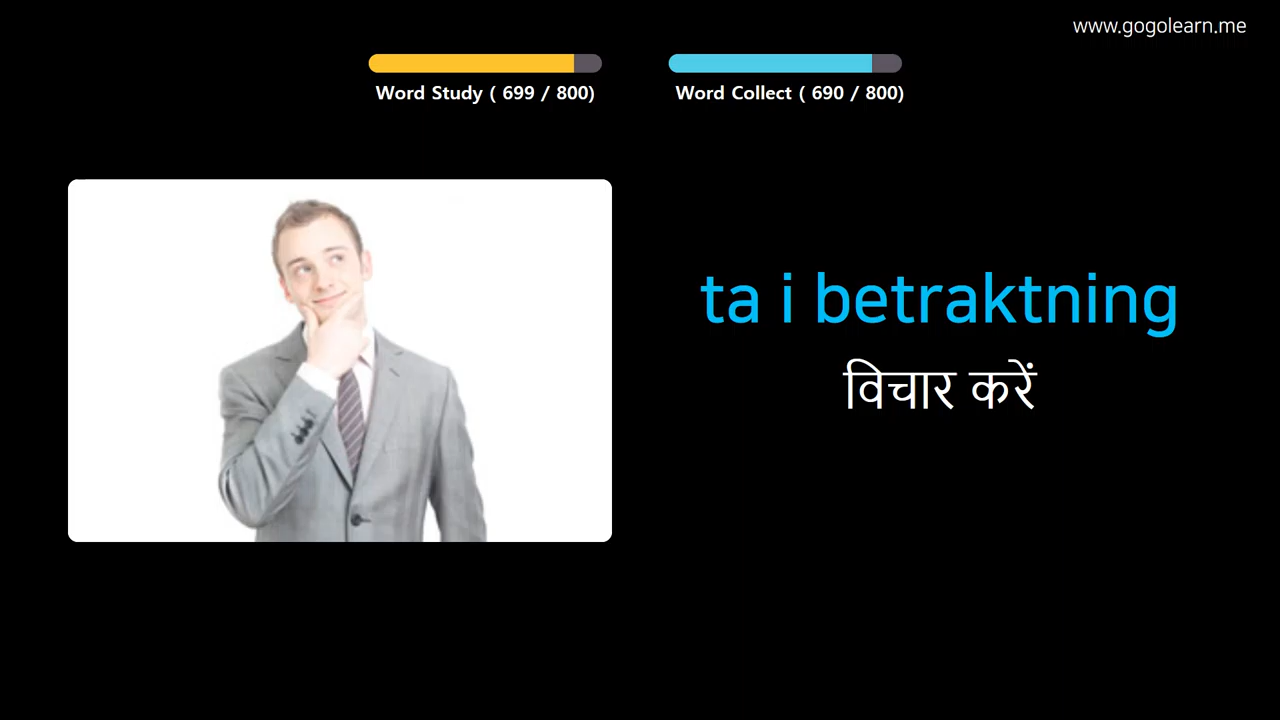 www.gogolearn.me
Word Study ( 699 / 800)
Word Collect ( 690 / 800)
ta i betraktning
विचार करें